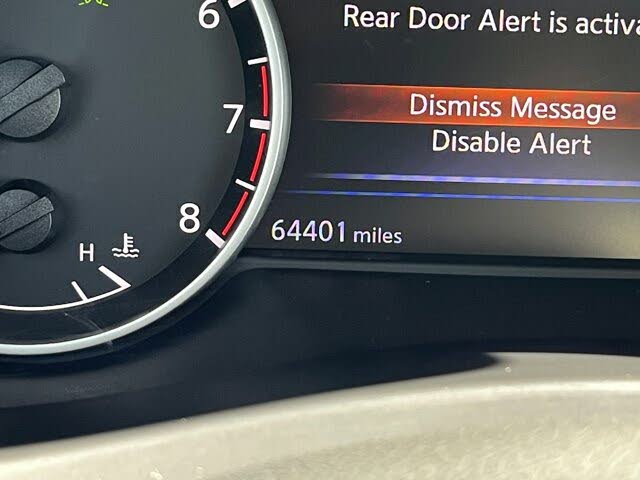 6
7
8
H
Rear Door Alert is activa
Dismiss Message
Disable Alert
64401 miles